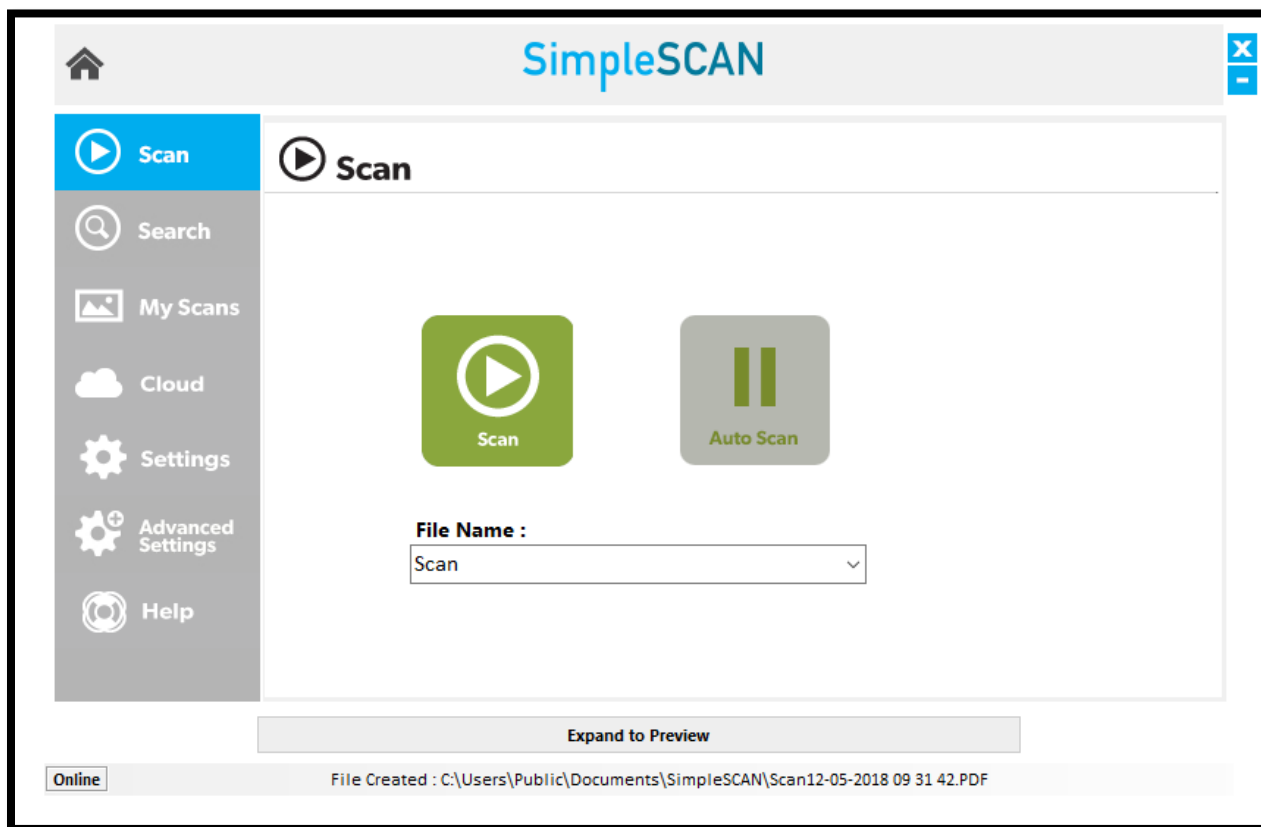 SimpleSCAN
X
-
Scan
Search
My Scans
Cloud
Settings
Advanced
Settings
Help
Scan
Scan
Auto Scan
File Name :
Scan
Expand to Preview
Online
File Created : C:\Users\Public\Documents\SimpleSCAN\Scan12-05-2018 09 31 42.PDF